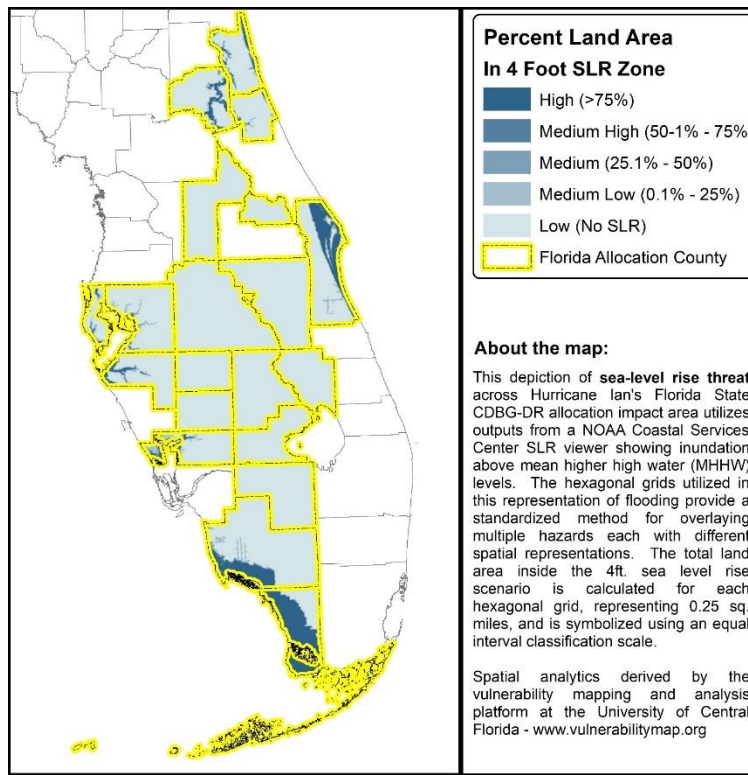 Percent Land Area
In 4 Foot SLR Zone
High (>75%)
Medium High (50-1% - 75%
Medium (25.1% - 50%)
Medium Low (0.1% - 25%)
Low (No SLR)
Florida Allocation County
About the map:
This depiction of sea-level rise threat
across Hurricane Ian's Florida State
CDBG-DR allocation impact area utilizes
outputs from a NOAA Coastal Services
Center SLR viewer showing inundation
above mean higher high water (MHHW)
levels. The hexagonal grids utilized in
this representation of flooding provide a
standardized method for overlaying
multiple hazards each with different
spatial representations. The total land
area inside the 4ft. sea level rise
scenario is calculated for each
hexagonal grid, representing 0.25 sq.
miles, and is symbolized using an equal
interval classification scale.
Spatial analytics derived by the
vulnerability mapping and analysis
platform at the University of Central
Florida - www.vulnerabilitymap.org